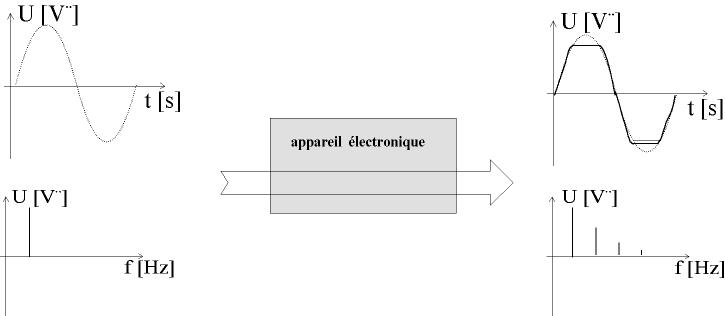 U [V¨]
t [s]
U [V¨]
f [Hz]
appareil électronique
U [V¨]
t [s]
U [V¨]
f [Hz]